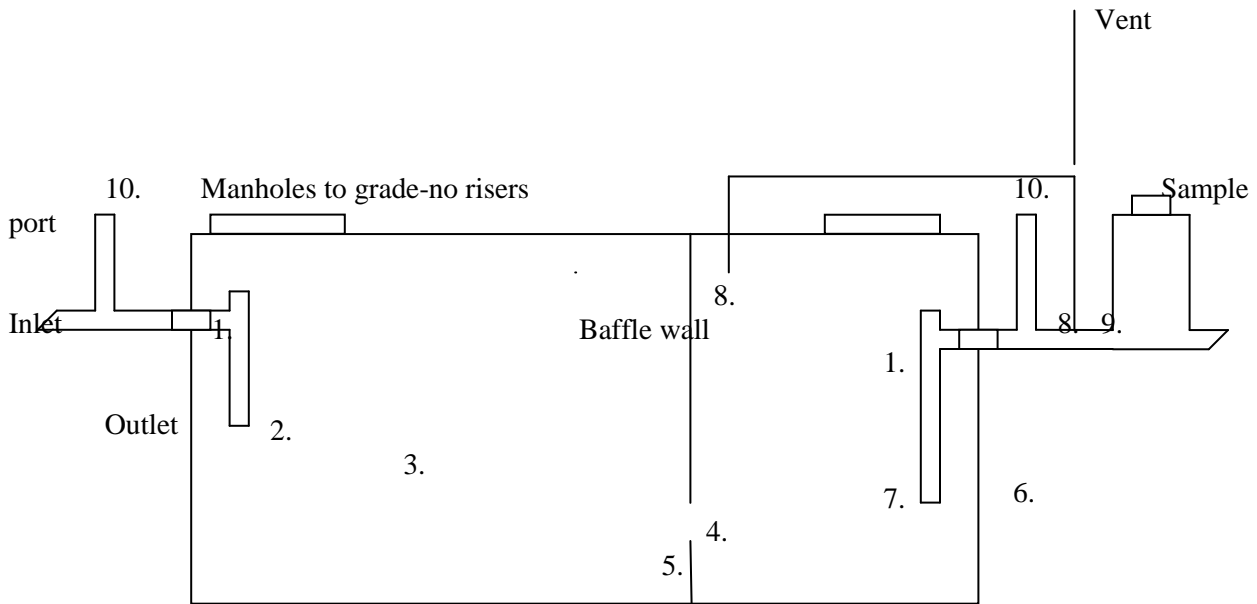 Vent
10. Manholes to grade-no risers 10. Sample
port
8.
Inlet 1. Baffle wall 8. 9.
1.
Outlet 2.
3.
7. 6.
4.
5.